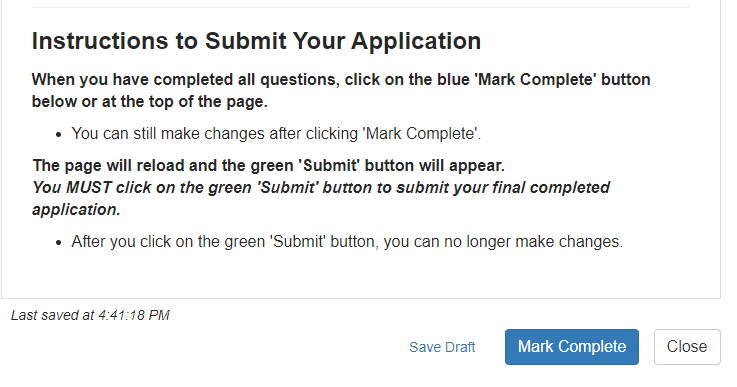 Instructions to Submit Your Application
When you have completed all questions, click on the blue 'Mark Complete' button
below or at the top of the page.
• You can still make changes after clicking 'Mark Complete'.
The page will reload and the green 'Submit' button will appear.
You MUST click on the green 'Submit' button to submit your final completed
application.
• After you click on the green 'Submit' button, you can no longer make changes.
Last saved at 4:41:18 PM
Save Draft Mark Complete Close